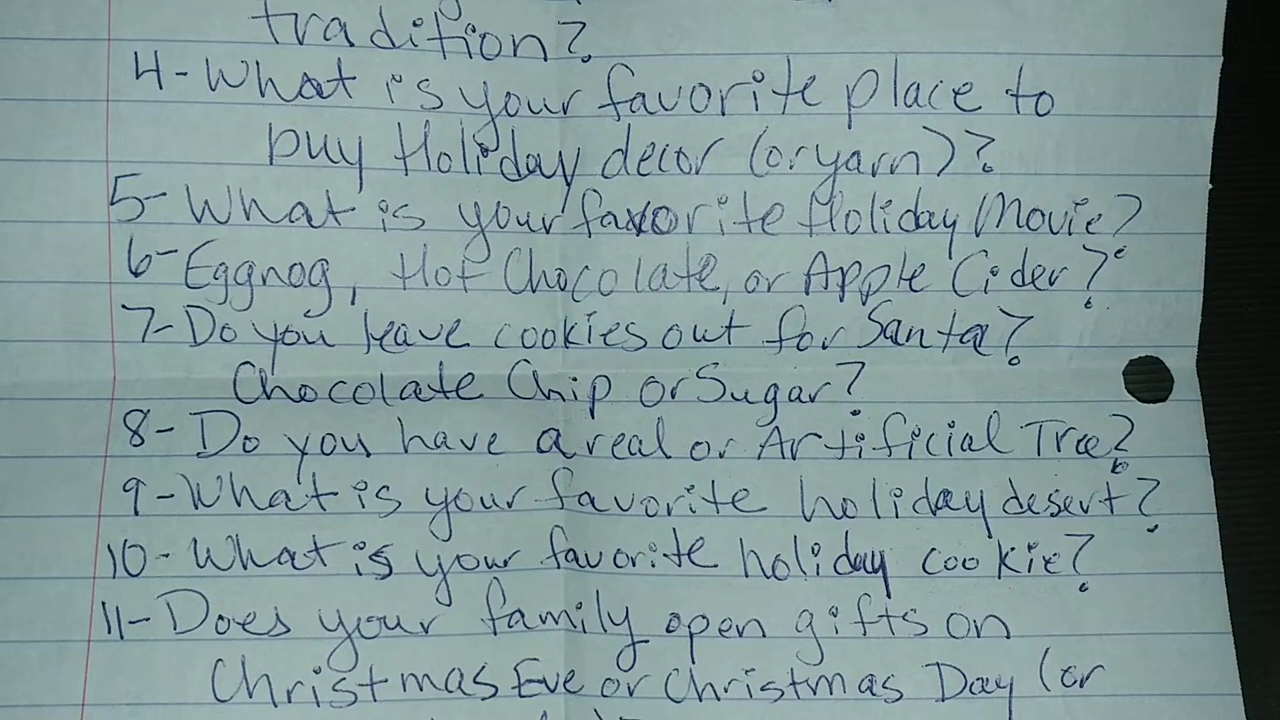 tradition?
4-What is your favorite place to
buy Holiday decor (or yarn)?
5-What is your favorite Holiday Movie?
6-Eggnog, Hot Chocolate, or Apple Cider?
7-Do you leave cookies out for Santa?
Chocolate Chip or Sugar?
8-Do you have a real or Artificial Tree?
9-What is your favorite holiday desert?
10-What is your favorite holiday cookie?
11-Does your family open gifts on
Christmas Eve or Christmas Day (or